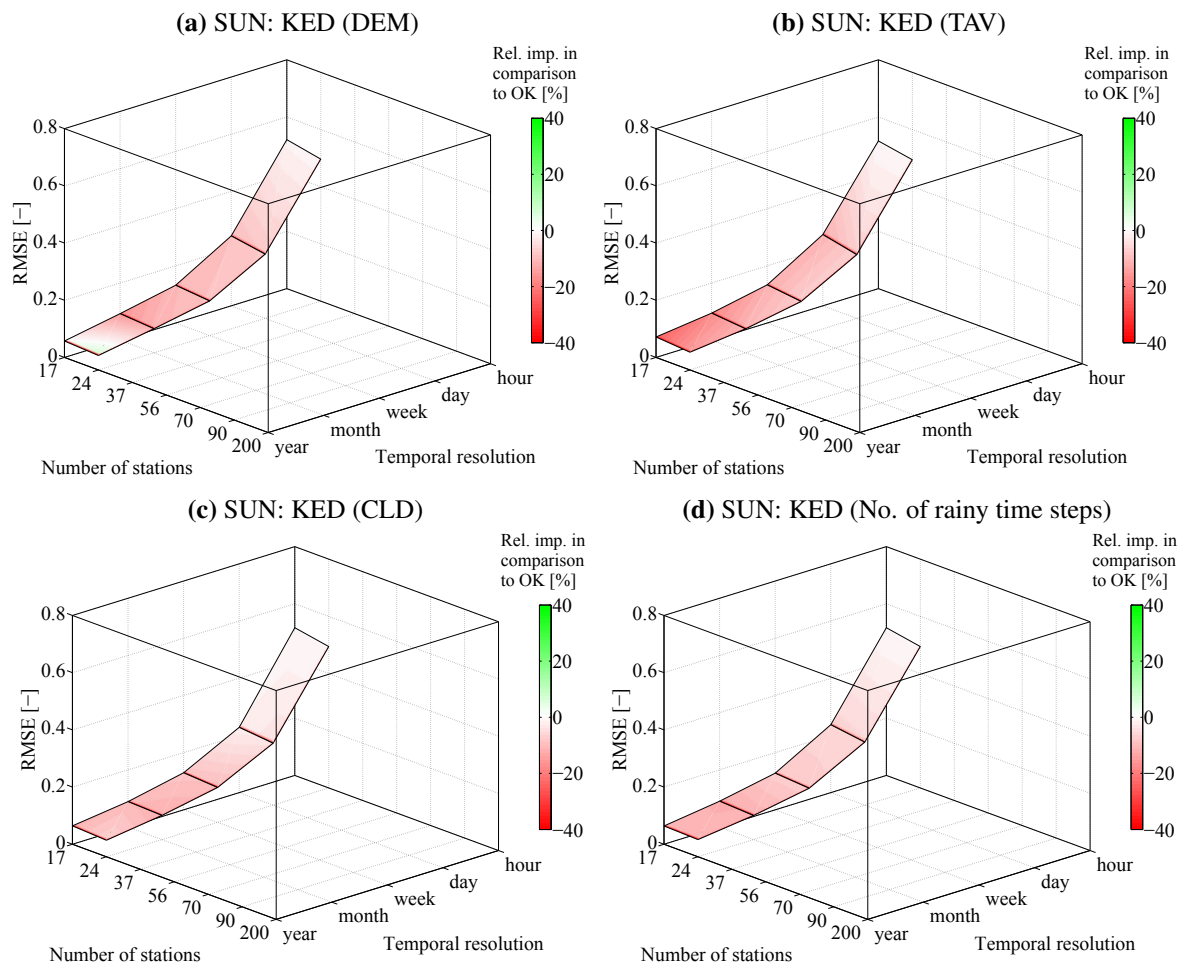 (a) SUN: KED (DEM)
Rel. imp. in
comparison
to OK [%]
40
20
0
−20
−40
0.8
0.6
0.4
0.2
0
RMSE [−]
17
24
37
56
70
90
200
year
month
week
day
hour
Number of stations
Temporal resolution
(b) SUN: KED (TAV)
Rel. imp. in
comparison
to OK [%]
40
20
0
−20
−40
0.8
0.6
0.4
0.2
0
RMSE [−]
17
24
37
56
70
90
200
year
month
week
day
hour
Number of stations
Temporal resolution
(c) SUN: KED (CLD)
Rel. imp. in
comparison
to OK [%]
40
20
0
−20
−40
0.8
0.6
0.4
0.2
0
RMSE [−]
17
24
37
56
70
90
200
year
month
week
day
hour
Number of stations
Temporal resolution
(d) SUN: KED (No. of rainy time steps)
Rel. imp. in
comparison
to OK [%]
40
20
0
−20
−40
0.8
0.6
0.4
0.2
0
RMSE [−]
17
24
37
56
70
90
200
year
month
week
day
hour
Number of stations
Temporal resolution